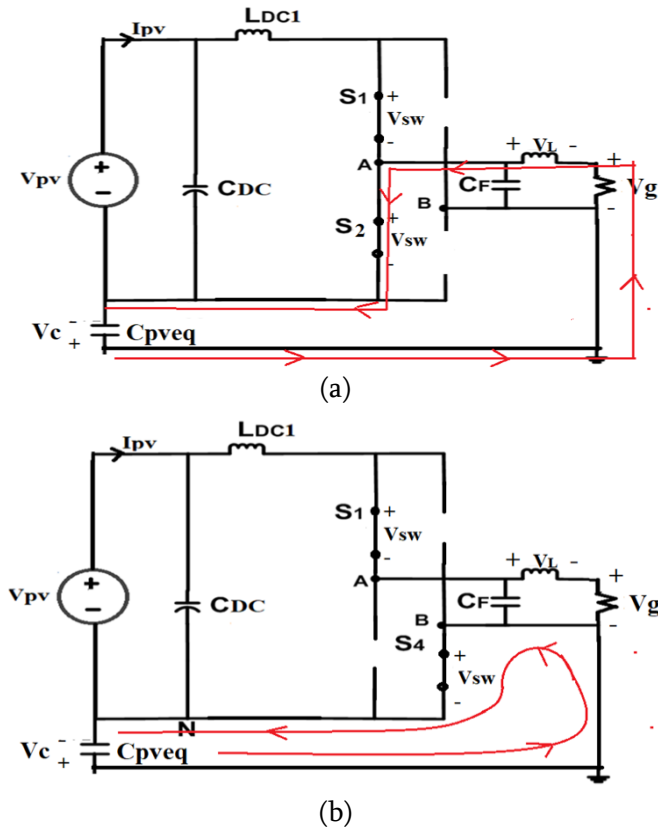 LDC1
Ipv
S1 +
Vsw
-
+ VL -
A
+
Vpv
+
-
CDC
CF
Vg
B
S2 +
Vsw
-
-
Vc - -
+ Cpveq
(a)
LDC1
Ipv
S1 +
Vsw
-
+ VL -
A
+
Vpv
+
-
CDC
CF
Vg
B
-
S4 +
Vsw
-
N
Vc - -
+ Cpveq
(b)